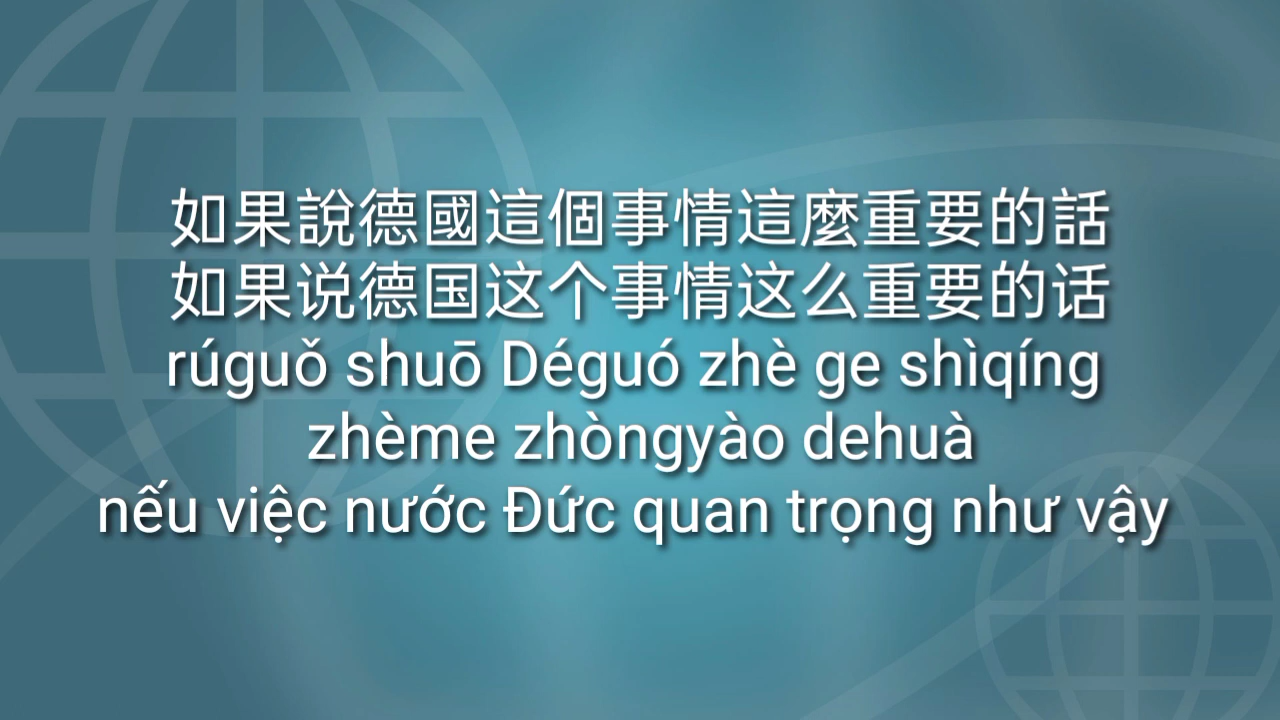 如果說德國這個事情這麼重要的話
如果说德国这个事情这么重要的话
rúguǒ shuō Déguó zhè ge shìqíng
zhème zhòngyào dehuà
nếu việc nước Đức quan trọng như vậy